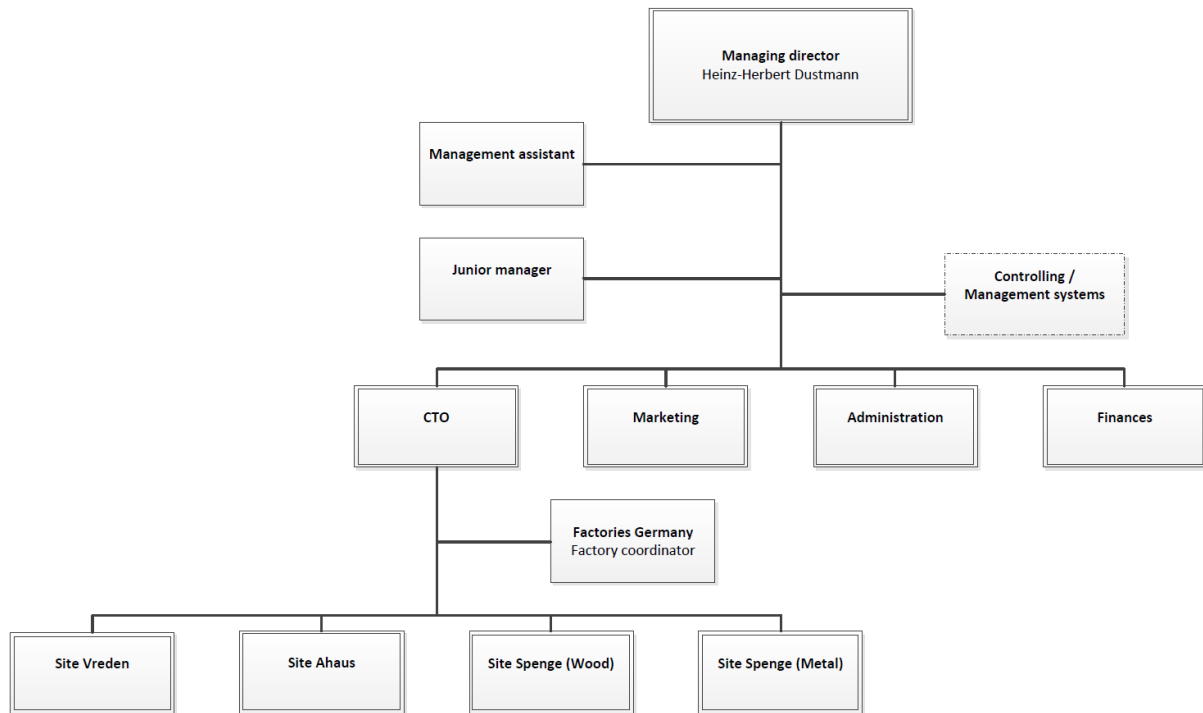 Managing director
Heinz-Herbert Dustmann
Management assistant
Junior manager
Controlling /
Management systems
CTO
Marketing
Administration
Finances
Factories Germany
Factory coordinator
Site Vreden
Site Ahaus
Site Spenge (Wood)
Site Spenge (Metal)